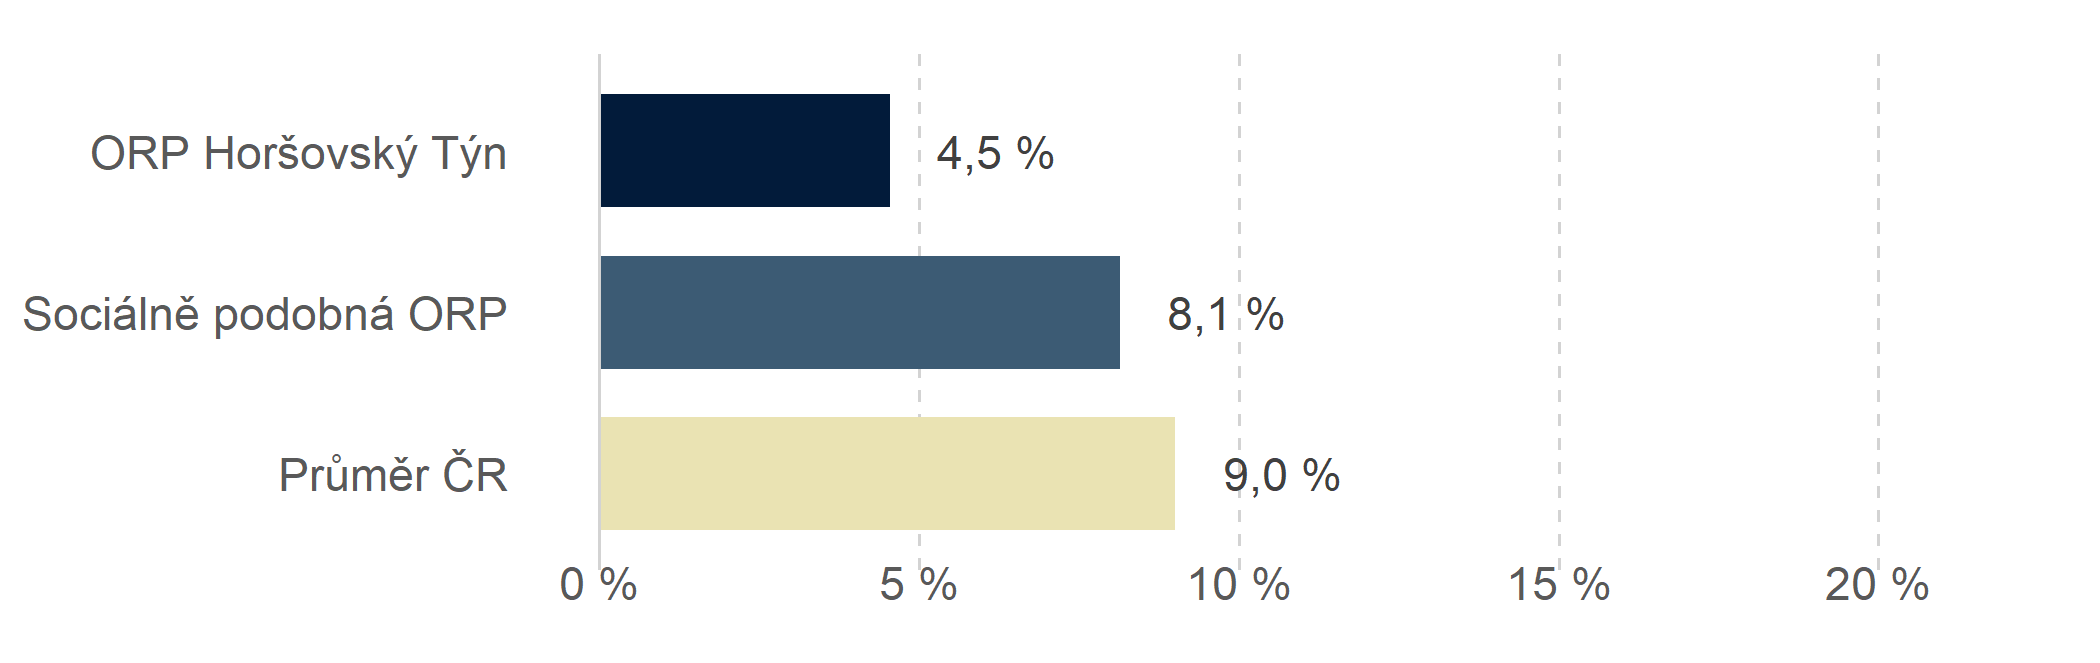 ORP Horšovský Týn
4,5 %
Sociálně podobná ORP
8,1 %
Průměr ČR
9,0 %
0 %
5 %
10 %
15 %
20 %